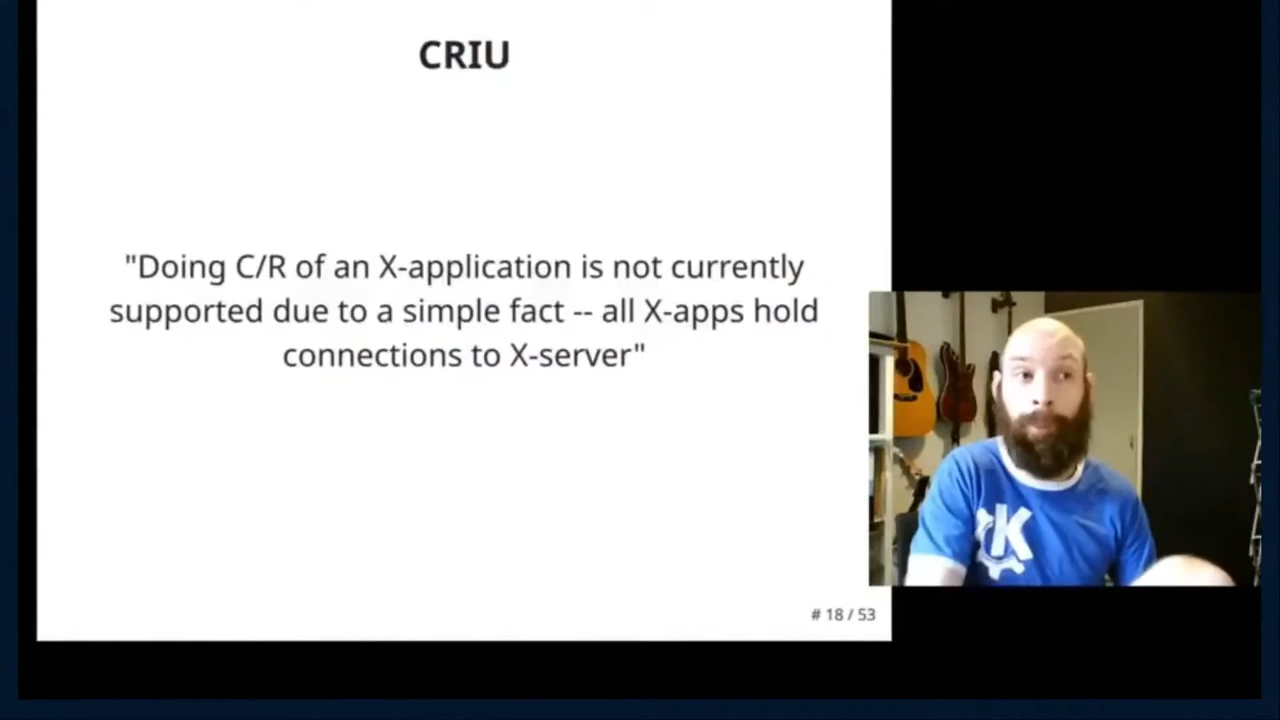 CRIU
"Doing C/R of an X-application is not currently
supported due to a simple fact -- all X-apps hold
connections to X-server"
# 18 / 53
K